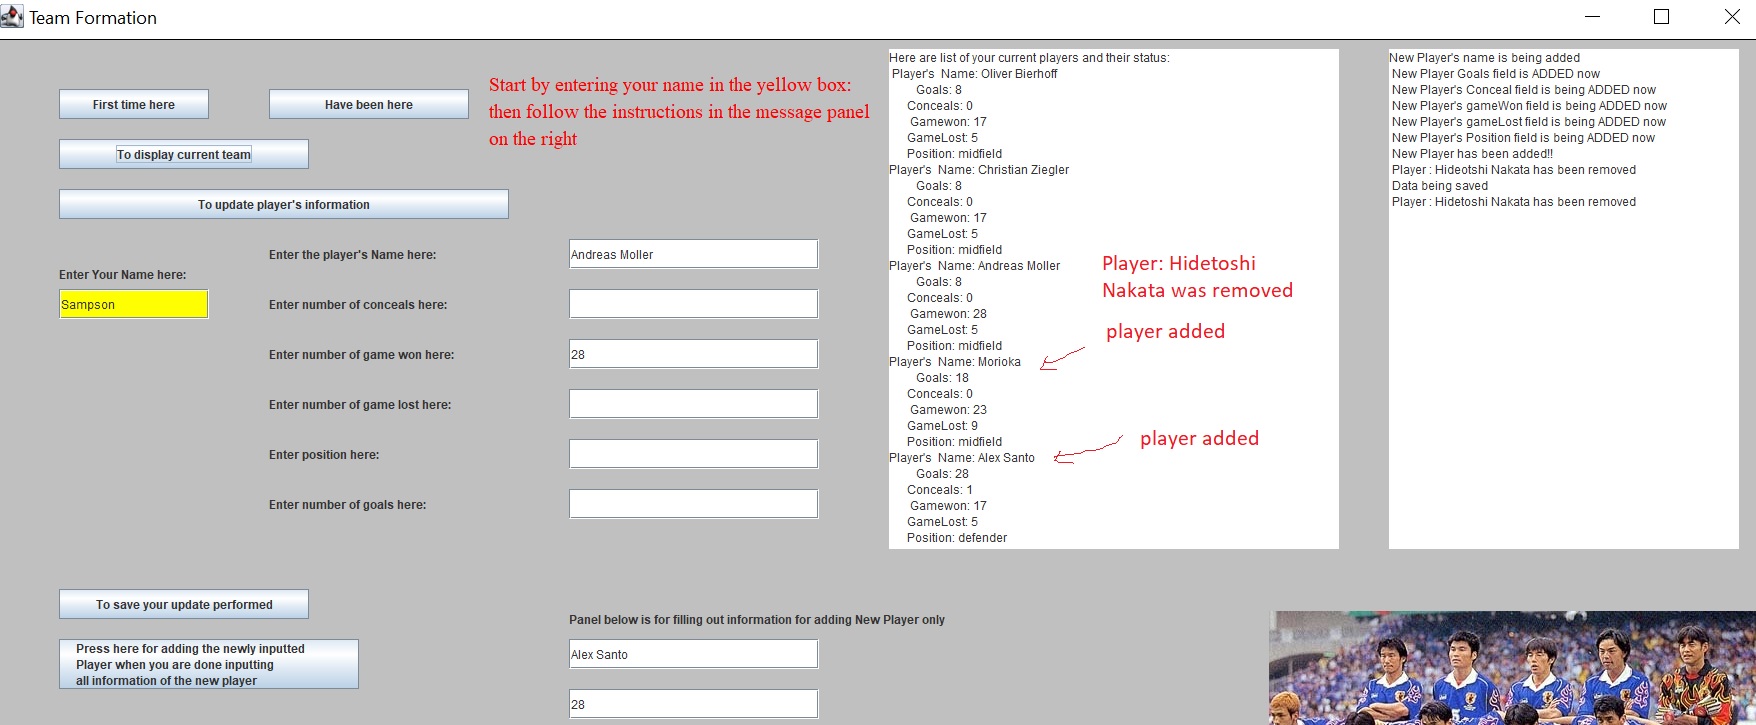 Team Formation
First time here
Have been here
Start by entering your name in the yellow box:
then follow the instructions in the message panel
on the right
To display current team
To update player's information
Enter the player's Name here:
Andreas Moller
Enter Your Name here:
Sampson
Enter number of conceals here:
Enter number of game won here:
28
Enter number of game lost here:
Enter position here:
Enter number of goals here:
Here are list of your current players and their status:
Player's Name: Oliver Bierhoff
Goals: 8
Conceals: 0
Gamewon: 17
GameLost: 5
Position: midfield
Player's Name: Christian Ziegler
Goals: 8
Conceals: 0
Gamewon: 17
GameLost: 5
Position: midfield
Player's Name: Andreas Moller
Goals: 8
Conceals: 0
Gamewon: 28
GameLost: 5
Position: midfield
Player's Name: Morioka
Goals: 18
Conceals: 0
Gamewon: 23
GameLost: 9
Position: midfield
Player's Name: Alex Santo
Goals: 28
Conceals: 1
Gamewon: 17
GameLost: 5
Position: defender
Player: Hidetoshi
Nakata was removed
player added
player added
New Player's name is being added
New Player Goals field is ADDED now
New Player's Conceal field is being ADDED now
New Player's gameWon field is being ADDED now
New Player's gameLost field is being ADDED now
New Player's Position field is being ADDED now
New Player has been added!!
Player : Hideotshi Nakata has been removed
Data being saved
Player : Hidetoshi Nakata has been removed
To save your update performed
Press here for adding the newly inputted
Player when you are done inputting
all information of the new player
Panel below is for filling out information for adding New Player only
Alex Santo
28